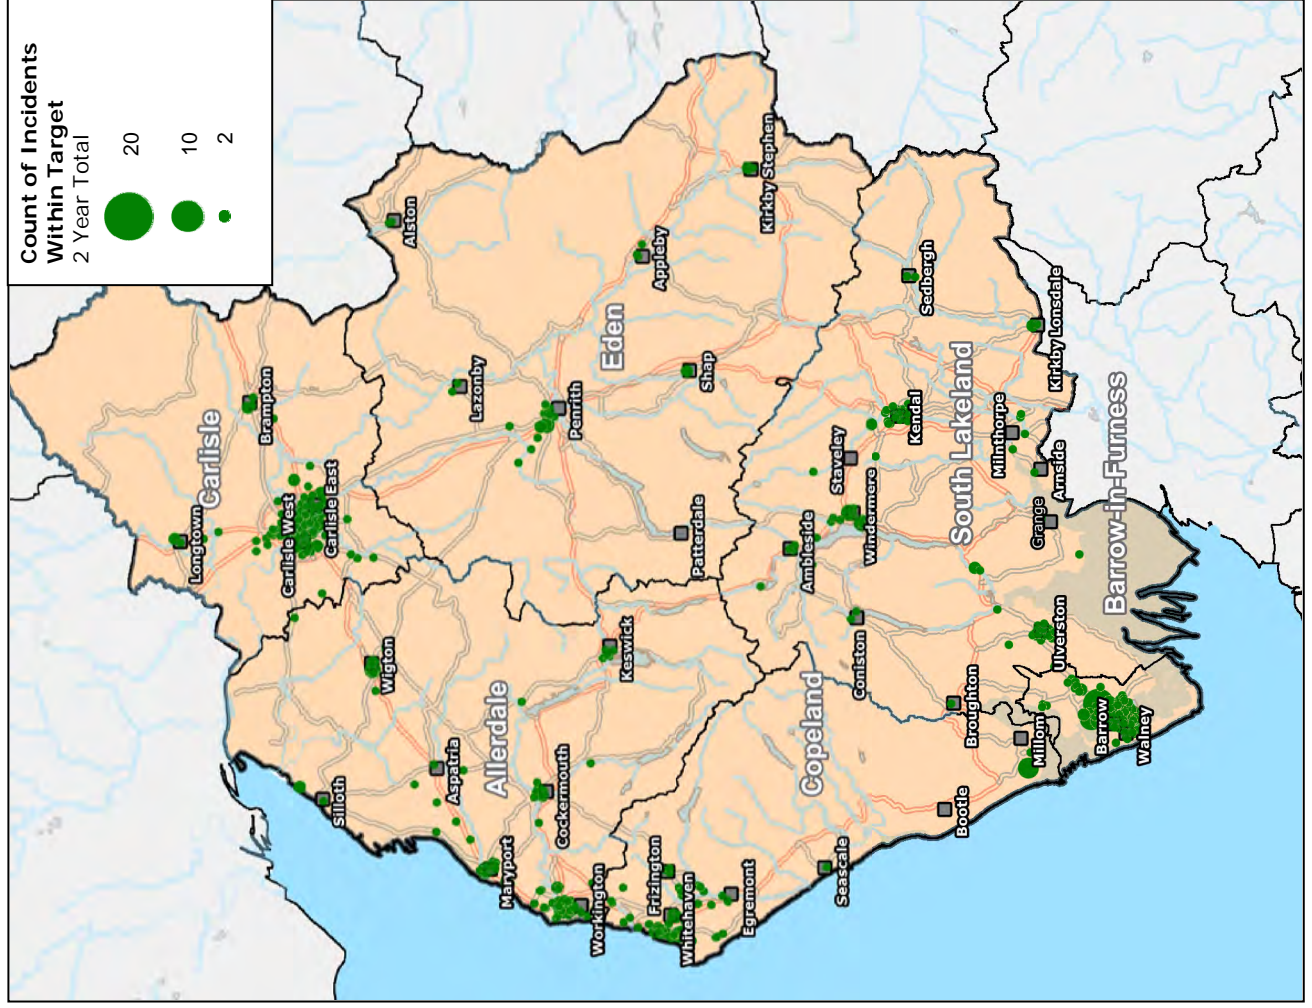 Count of Incidents
Within Target
2 Year Total
20
10
2
Alston
Longtown
Carlisle
Brampton
Carlisle West
Carlisle East
Lazonby
Penrith
Eden
Appleby
Kirkby Stephen
Shap
Patterdale
Wigton
Silloth
Aspatria
Allerdale
Keswick
Maryport
Cockermouth
Workington
Frizington
Whitehaven
Egremont
Copeland
Seascale
Bootle
Staveley
Windermere
Ambleside
Coniston
Kendal
Sedbergh
South Lakeland
Milnthorpe
Kirkby Lonsdale
Arnside
Grange
Broughton
Ulverston
Millom
Barrow
Walney
Barrow-in-Furness